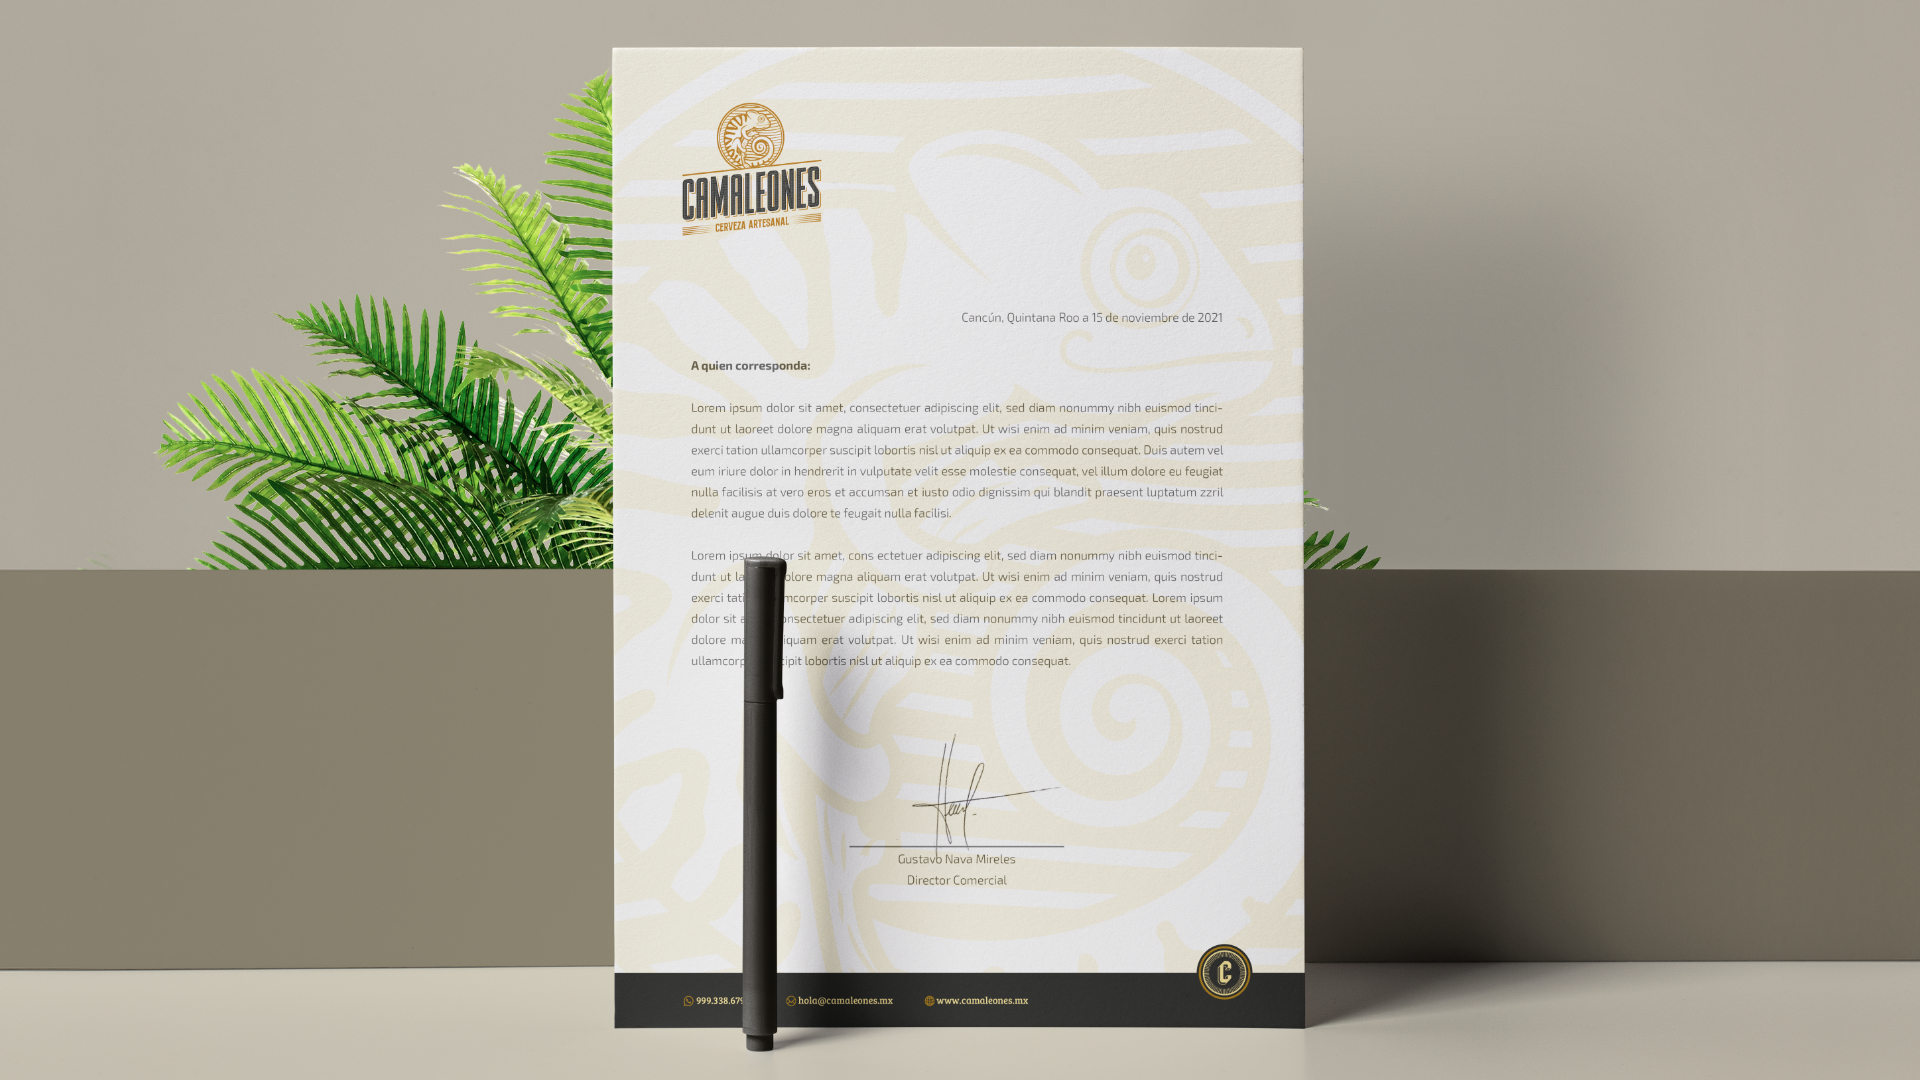 CAMALEONES
CERVEZA ARTESANAL
Cancún, Quintana Roo a 15 de noviembre de 2021
A quien corresponda:
Lorem ipsum dolor sit amet, consectetuer adipiscing elit, sed diam nonummy nibh euismod tinci-
dunt ut laoreet dolore magna aliquam erat volutpat. Ut wisi enim ad minim veniam, quis nostrud
exerci tation ullamcorper suscipit lobortis nisl ut aliquip ex ea commodo consequat. Duis autem vel
eum iriure dolor in hendrerit in vulputate velit esse molestie consequat, vel illum dolore eu feugiat
nulla facilisis at vero eros et accumsan et iusto odio dignissim qui blandit praesent luptatum zzril
delenit augue duis dolore te feugait nulla facilisi.
Lorem ipsum dolor sit amet, cons ectetuer adipiscing elit, sed diam nonummy nibh euismod tinci-
dunt ut la olore magna aliquam erat volutpat. Ut wisi enim ad minim veniam, quis nostrud
exerci tati mcorper suscipit lobortis nisl ut aliquip ex ea commodo consequat. Lorem ipsum
dolor sit a onsectetuer adipiscing elit, sed diam nonummy nibh euismod tincidunt ut laoreet
dolore ma iquam erat volutpat. Ut wisi enim ad minim veniam, quis nostrud exerci tation
ullamcorp cipit lobortis nisl ut aliquip ex ea commodo consequat.
Gustavo Nava Mireles
Director Comercial
C
999.338.679 hola@camaleones.mx www.camaleones.mx